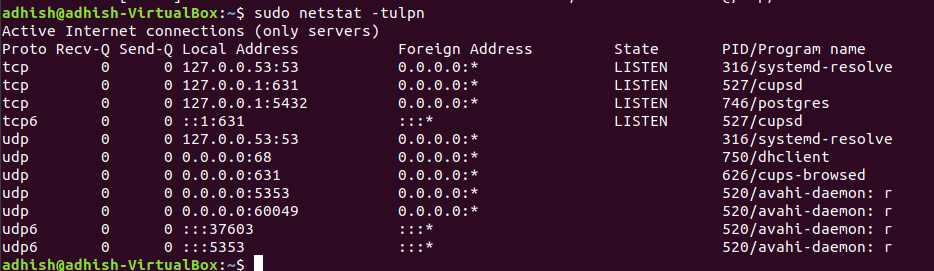 adhish@adhish-VirtualBox:~$ sudo netstat -tulpn
Active Internet connections (only servers)
Proto Recv-Q Send-Q Local Address           Foreign Address         State       PID/Program name
tcp        0      0 127.0.0.53:53           0.0.0.0:*               LISTEN      316/systemd-resolve
tcp        0      0 127.0.0.1:631           0.0.0.0:*               LISTEN      527/cupsd
tcp        0      0 127.0.0.1:5432          0.0.0.0:*               LISTEN      746/postgres
tcp6       0      0 ::1:631                 :::*                    LISTEN      527/cupsd
udp        0      0 127.0.0.53:53           0.0.0.0:*                           316/systemd-resolve
udp        0      0 0.0.0.0:68              0.0.0.0:*                           750/dhclient
udp        0      0 0.0.0.0:631             0.0.0.0:*                           626/cups-browsed
udp        0      0 0.0.0.0:5353            0.0.0.0:*                           520/avahi-daemon: r
udp        0      0 0.0.0.0:60049           0.0.0.0:*                           520/avahi-daemon: r
udp6       0      0 :::37603                :::*                                520/avahi-daemon: r
udp6       0      0 :::5353                 :::*                                520/avahi-daemon: r
adhish@adhish-VirtualBox:~$